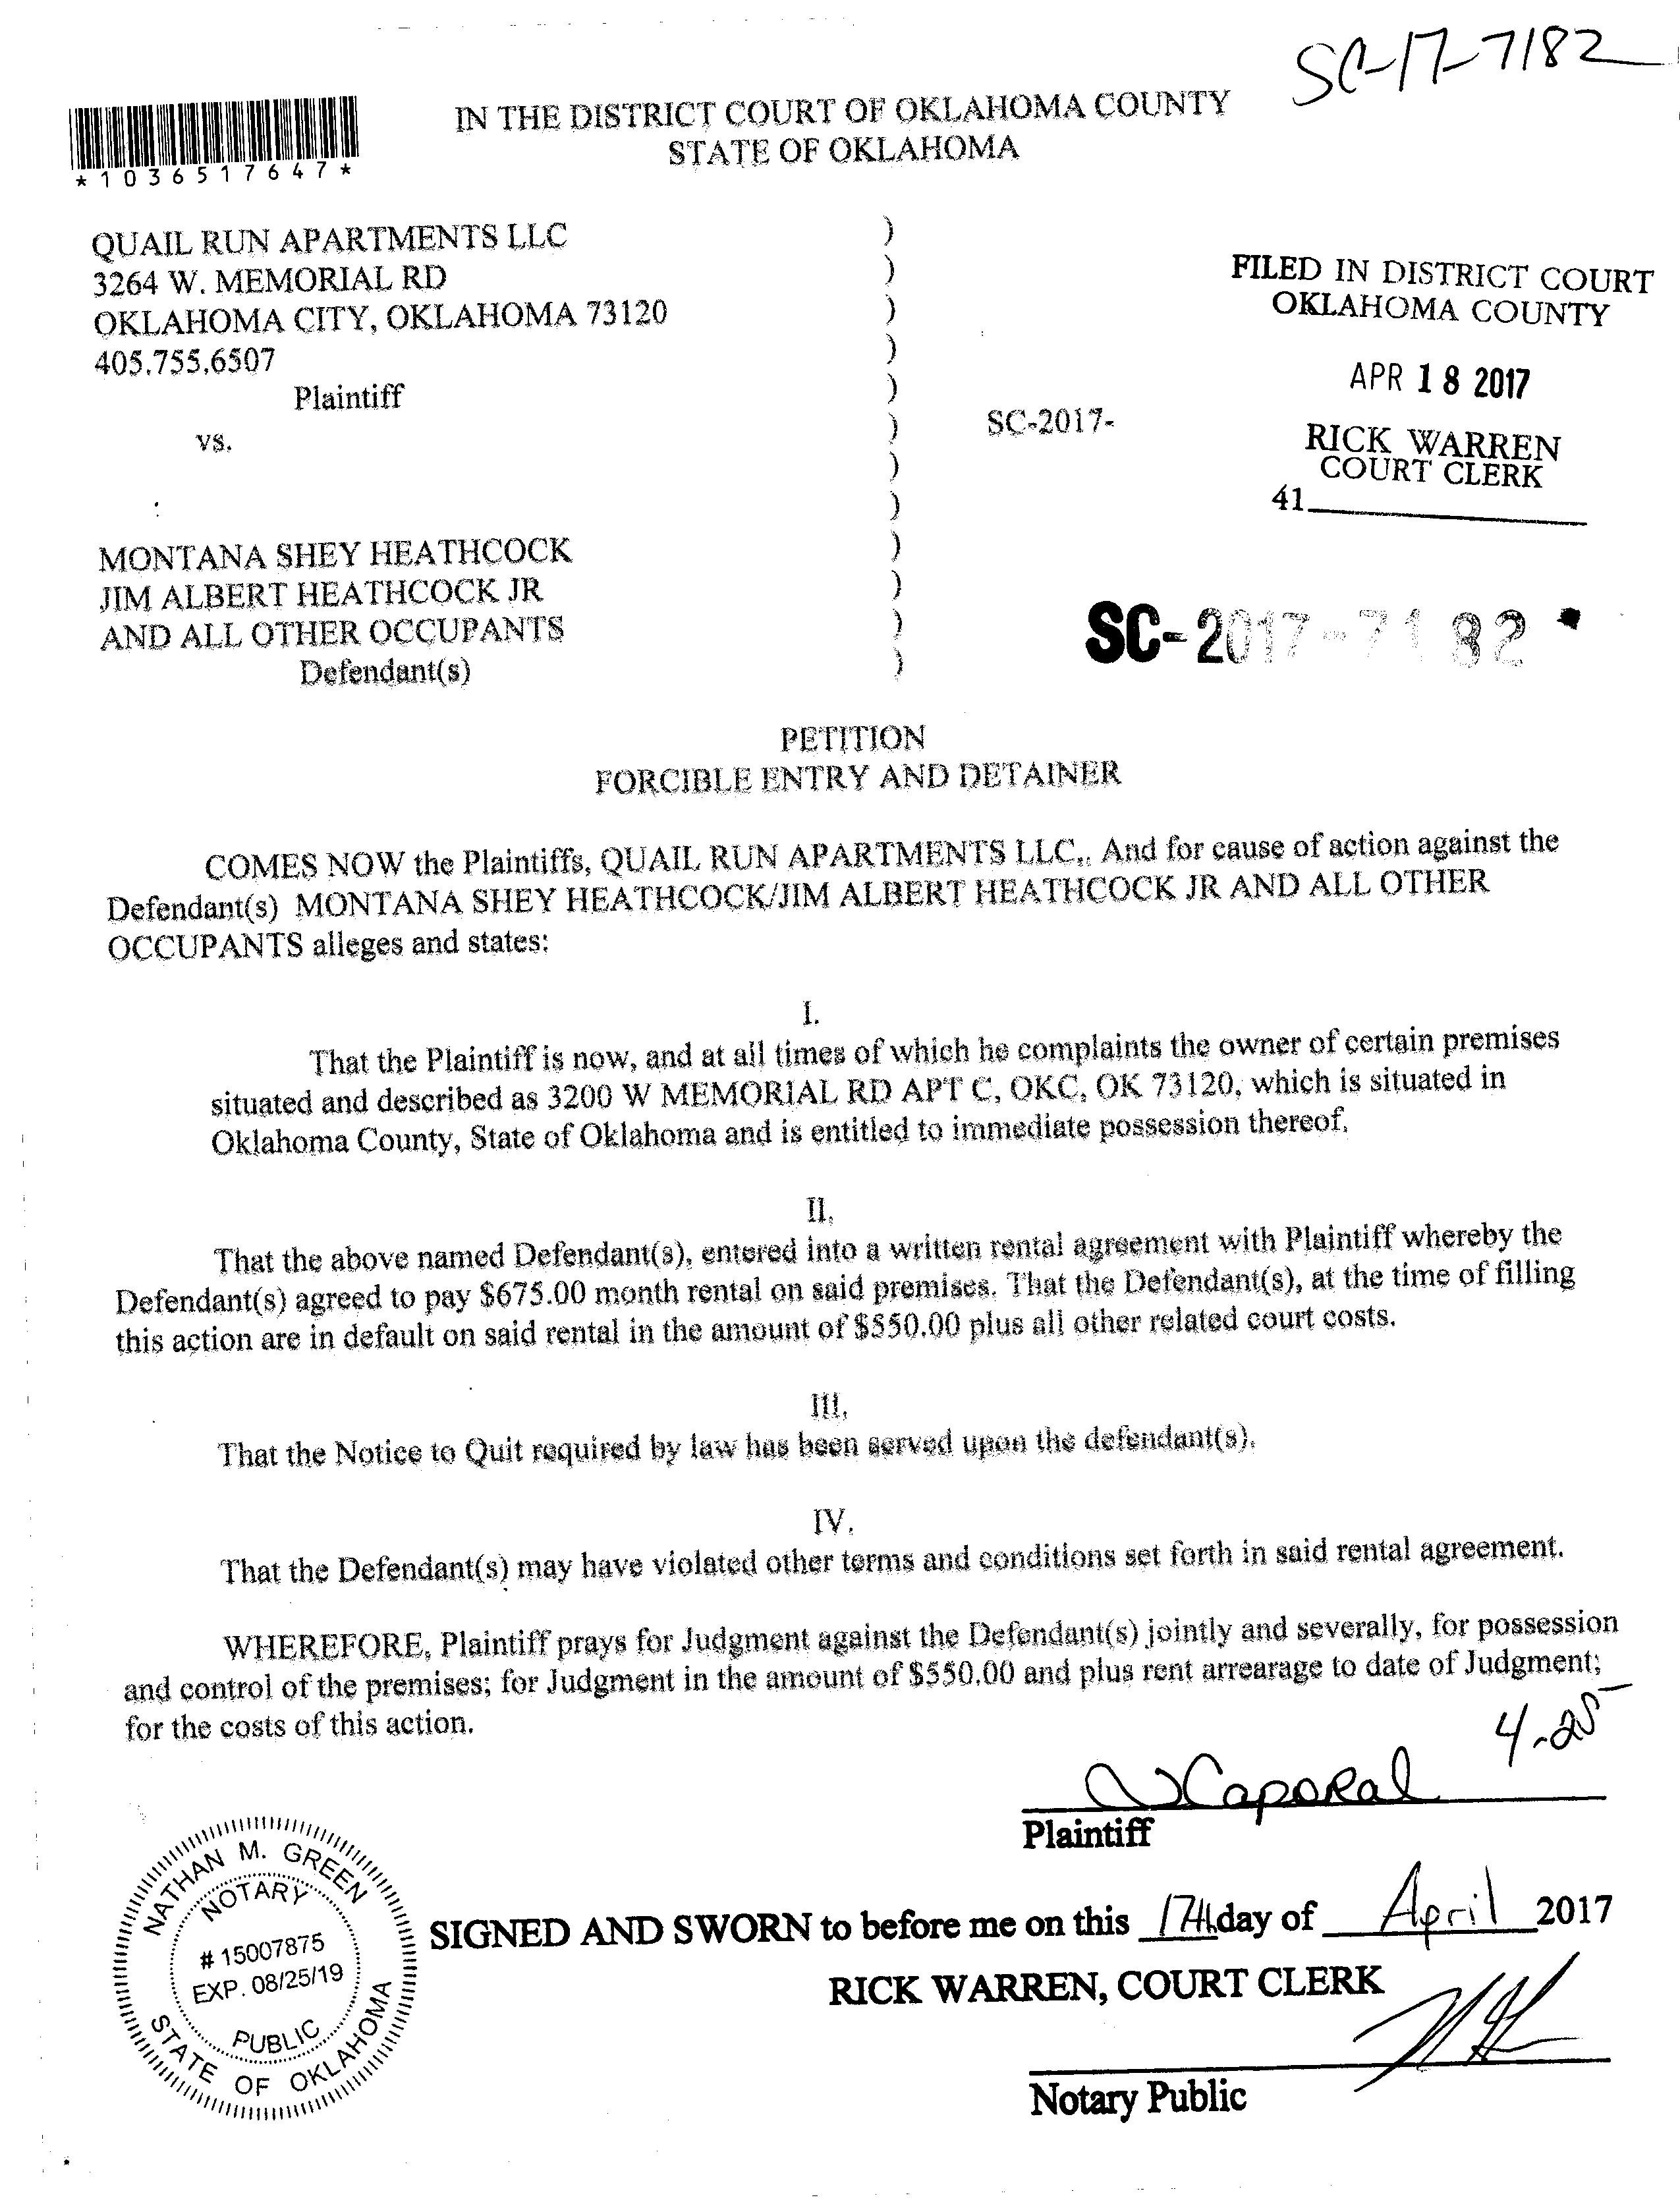 SC-17-7182
*1036517647*
IN THE DISTRICT COURT OF OKLAHOMA COUNTY
STATE OF OKLAHOMA
QUAIL RUN APARTMENTS LLC
3264 W. MEMORIAL RD
OKLAHOMA CITY, OKLAHOMA 73120
405.755.6507
Plaintiff
vs.
SC-2017-
FILED IN DISTRICT COURT
OKLAHOMA COUNTY
APR 18 2017
RICK WARREN
COURT CLERK
41
MONTANA SHEY HEATHCOCK
JIM ALBERT HEATHCOCK JR
AND ALL OTHER OCCUPANTS
Defendant(s)
SC-2017-7182
PETITION
FORCIBLE ENTRY AND DETAINER
COMES NOW the Plaintiffs, QUAIL RUN APARTMENTS LLC,. And for cause of action against the
Defendant(s) MONTANA SHEY HEATHCOCK/JIM ALBERT HEATHCOCK JR AND ALL OTHER
OCCUPANTS alleges and states:
I.
That the Plaintiff is now, and at all times of which he complaints the owner of certain premises
situated and described as 3200 W MEMORIAL RD APT C, OKC, OK 73120, which is situated in
Oklahoma County, State of Oklahoma and is entitled to immediate possession thereof.
II.
That the above named Defendant(s), entered into a written rental agreement with Plaintiff whereby the
Defendant(s) agreed to pay $675.00 month rental on said premises. That the Defendant(s), at the time of filling
this action are in default on said rental in the amount of $550.00 plus all other related court costs.
III.
That the Notice to Quit required by law has been served upon the defendant(s).
IV.
That the Defendant(s) may have violated other terms and conditions set forth in said rental agreement.
WHEREFORE, Plaintiff prays for Judgment against the Defendant(s) jointly and severally, for possession
and control of the premises; for Judgment in the amount of $550.00 and plus rent arrearage to date of Judgment;
for the costs of this action.
4-25
Caporal
Plaintiff
NATHAN M. GREEN
NOTARY
# 15007875
EXP. 08/25/19
PUBLIC
STATE OF OKLAHOMA
SIGNED AND SWORN to before me on this 17th day of April 2017
RICK WARREN, COURT CLERK
Notary Public